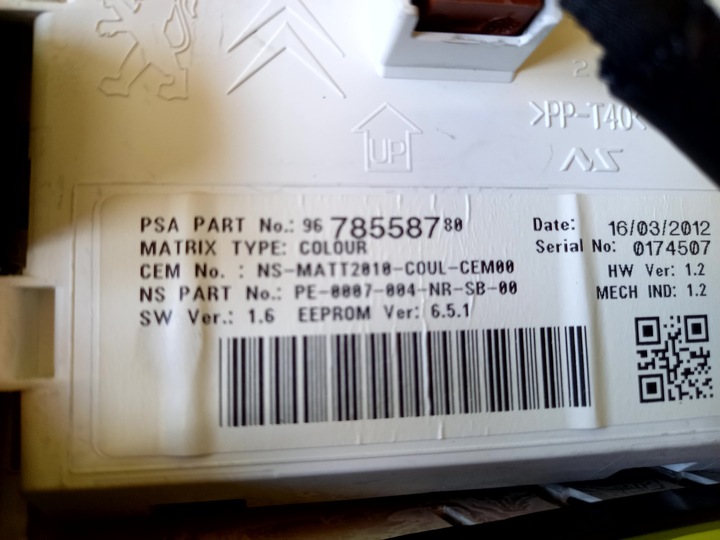 2
>PP-T40<
UP
NS
PSA PART No.: 96 78558780
MATRIX TYPE: COLOUR
CEM No. : NS-MATT2010-COUL-CEM00
NS PART No.: PE-0007-004-NR-SB-00
SW Ver.: 1.6 EEPROM Ver: 6.5.1
Date: 16/03/2012
Serial No: 0174507
HW Ver: 1.2
MECH IND: 1.2